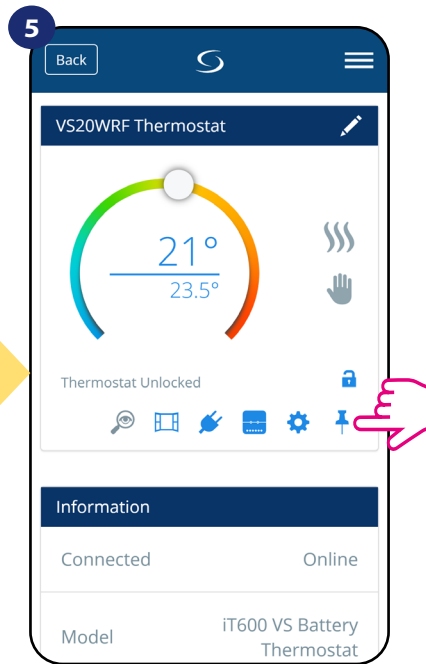 5
Back
VS20WRF Thermostat
21°
23.5°
Thermostat Unlocked
Information
Connected Online
Model iT600 VS Battery
Thermostat